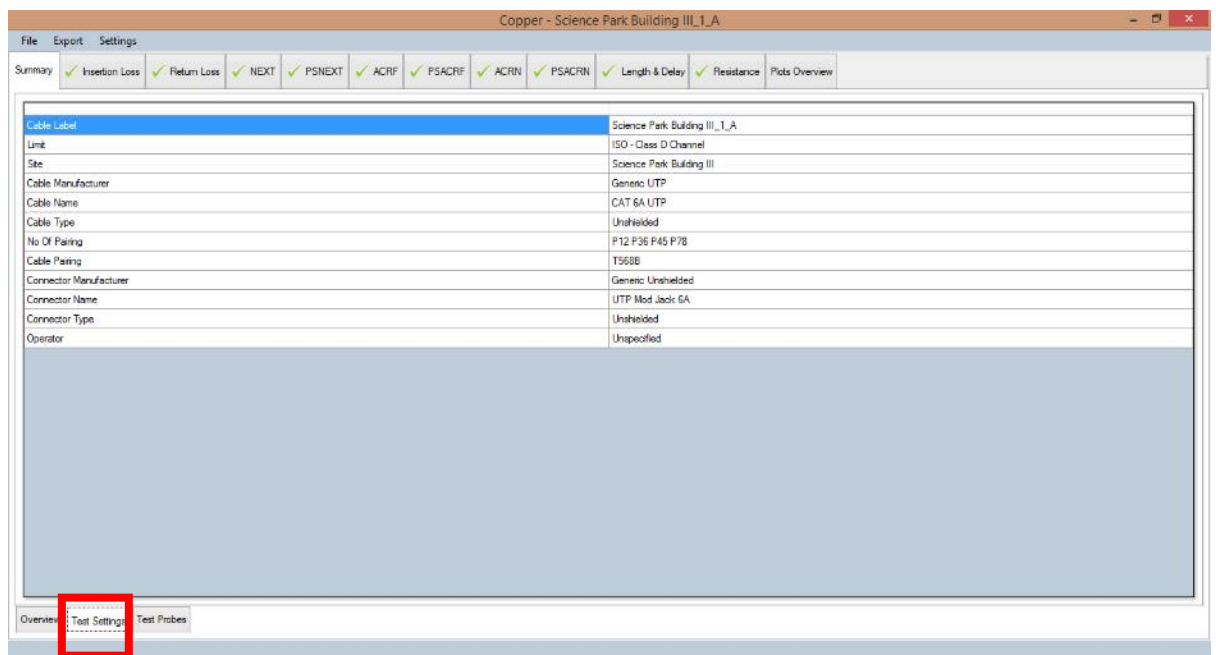 Copper - Science Park Building III_1_A
File Export Settings
Summary Insertion Loss Return Loss NEXT PSNEXT ACRF PSACRF ACRN PSACRN Length & Delay Resistance Plots Overview
Cable Label Science Park Building III_1_A
Limit ISO - Class D Channel
Site Science Park Building III
Cable Manufacturer Generic UTP
Cable Name CAT 6A UTP
Cable Type Unshielded
No Of Pairing P12 P36 P45 P78
Cable Pairing T568B
Connector Manufacturer Generic Unshielded
Connector Name UTP Mod Jack 6A
Connector Type Unshielded
Operator Unspecified
Overview Test Settings Test Probes